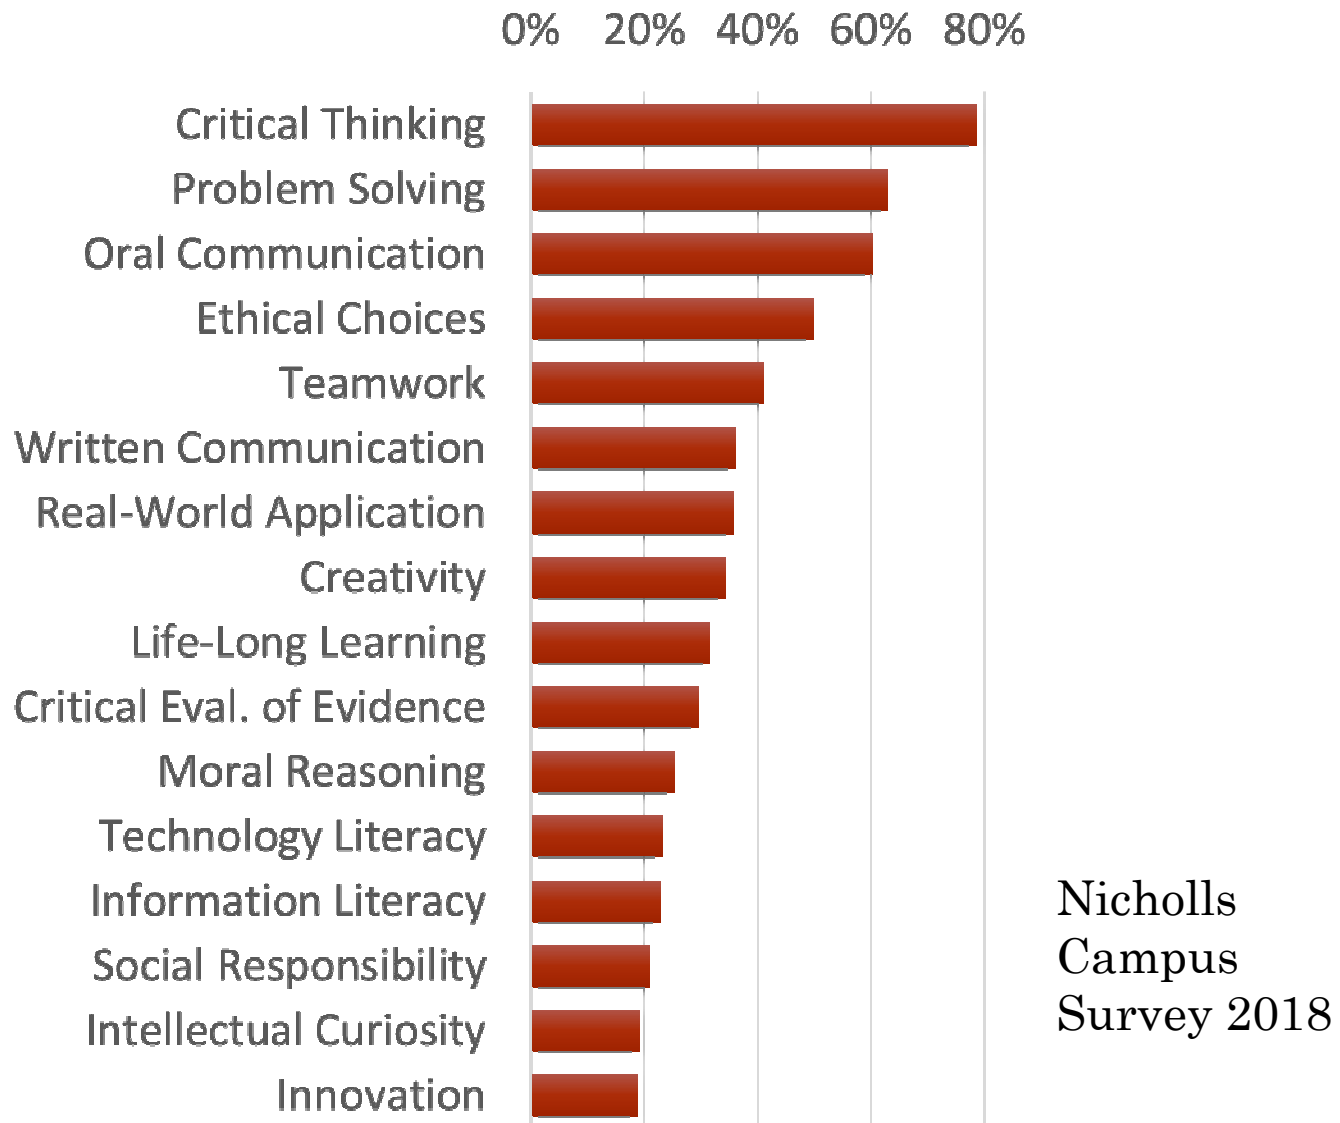 0% 20% 40% 60% 80%
Critical Thinking
Problem Solving
Oral Communication
Ethical Choices
Teamwork
Written Communication
Real-World Application
Creativity
Life-Long Learning
Critical Eval. of Evidence
Moral Reasoning
Technology Literacy
Information Literacy
Social Responsibility
Intellectual Curiosity
Innovation
Nicholls
Campus
Survey 2018